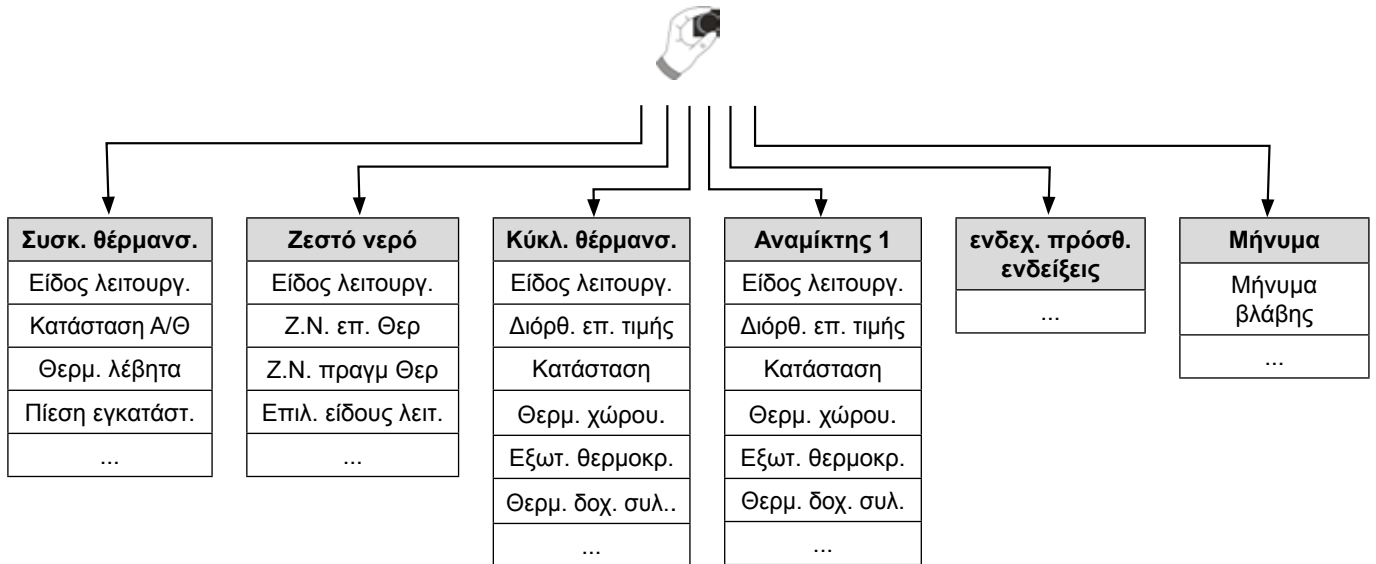 Συσκ. θέρμανσ.
Είδος λειτουργ.
Κατάσταση Α/Θ
Θερμ. λέβητα
Πίεση εγκατάστ.
...
Ζεστό νερό
Είδος λειτουργ.
Ζ.Ν. επ. Θερ
Ζ.Ν. πραγμ Θερ
Επιλ. είδους λειτ.
...
Κύκλ. θέρμανσ.
Είδος λειτουργ.
Διόρθ. επ. τιμής
Κατάσταση
Θερμ. χώρου.
Εξωτ. θερμοκρ.
Θερμ. δοχ. συλ..
...
Αναμίκτης 1
Είδος λειτουργ.
Διόρθ. επ. τιμής
Κατάσταση
Θερμ. χώρου.
Εξωτ. θερμοκρ.
Θερμ. δοχ. συλ.
...
ενδεχ. πρόσθ.
ενδείξεις
...
Μήνυμα
Μήνυμα
βλάβης
...